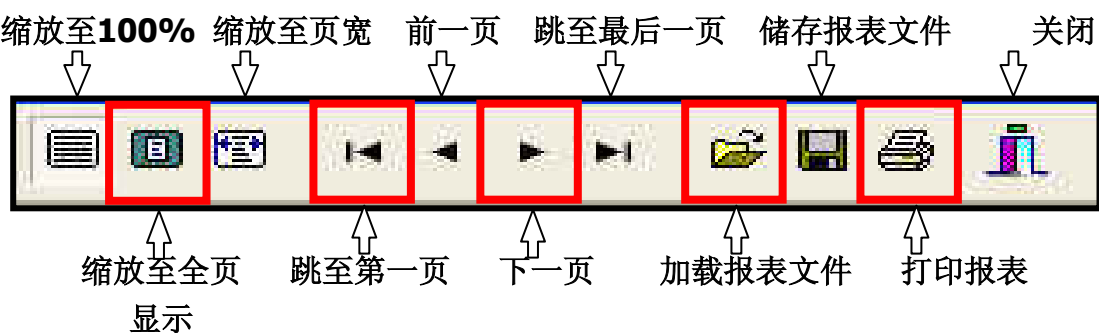 缩放至100% 缩放至页宽 前一页 跳至最后一页 储存报表文件 关闭
缩放至全页 跳至第一页 下一页 加载报表文件 打印报表
显示